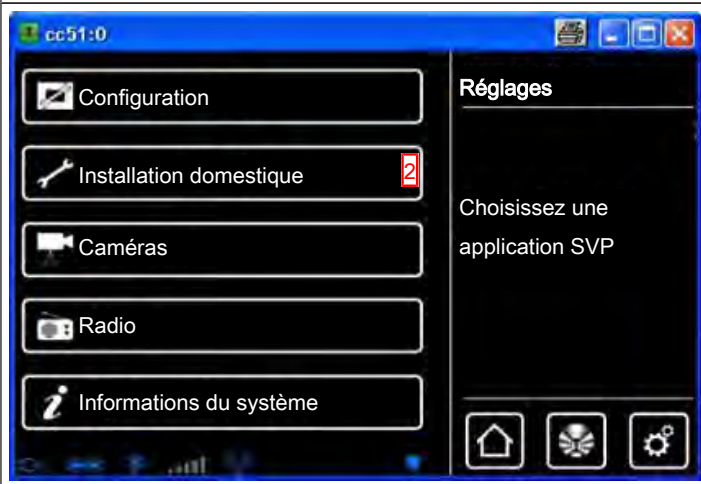 cc51:0
Configuration
Installation domestique 2
Caméras
Radio
Informations du système
Réglages
Choisissez une
application SVP